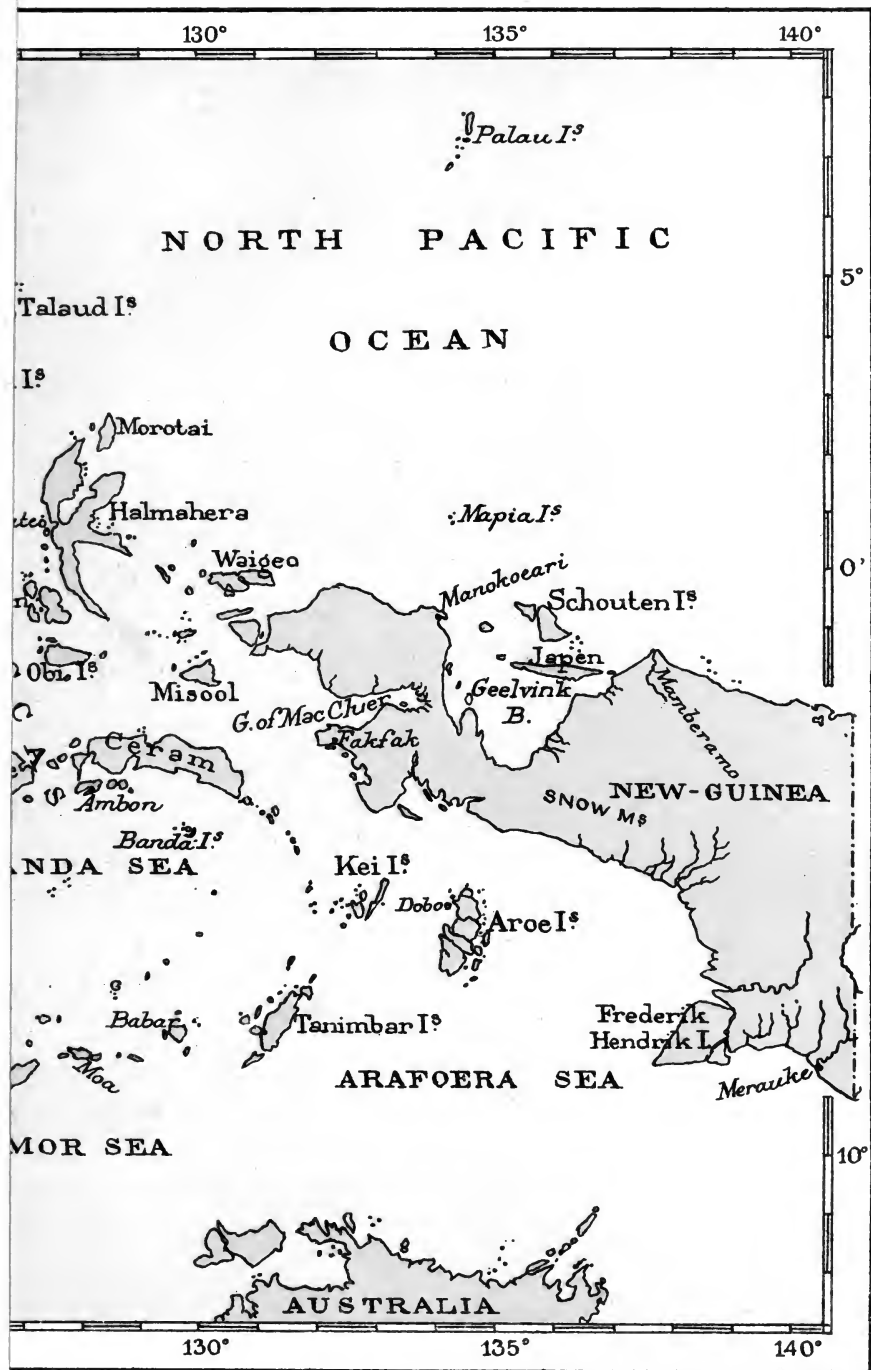 130° 135° 140°
Palau Is.
NORTH PACIFIC
5°
Talaud Is.
OCEAN
Is.
Morotai
Mapia Is.
Halmahera
Waigeo
0°
Manokoeari
Schouten Is.
Japen
Obi Is.
Misool
Geelvink
B.
G. of Mac Cluer
Mamberamo
Ceram
Fakfak
NEW-GUINEA
SNOW Ms
Ambon
Banda Is.
ANDA SEA
Kei Is.
Dobo
Aroe Is.
Babar
Tanimbar Is.
Frederik
Hendrik I.
Moa
ARAFOERA SEA
Merauke
MOR SEA
10°
AUSTRALIA
130° 135° 140°